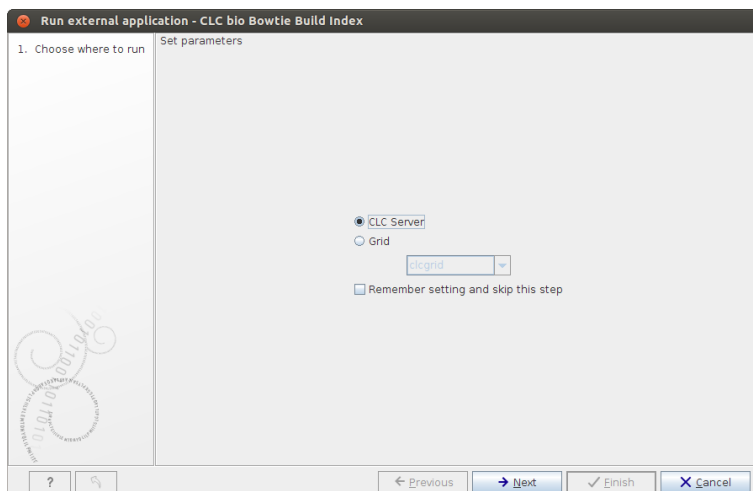 Run external application - CLC bio Bowtie Build Index
1. Choose where to run
Set parameters
CLC Server
Grid
clcgrid
Remember setting and skip this step
?
Previous
Next
Finish
Cancel